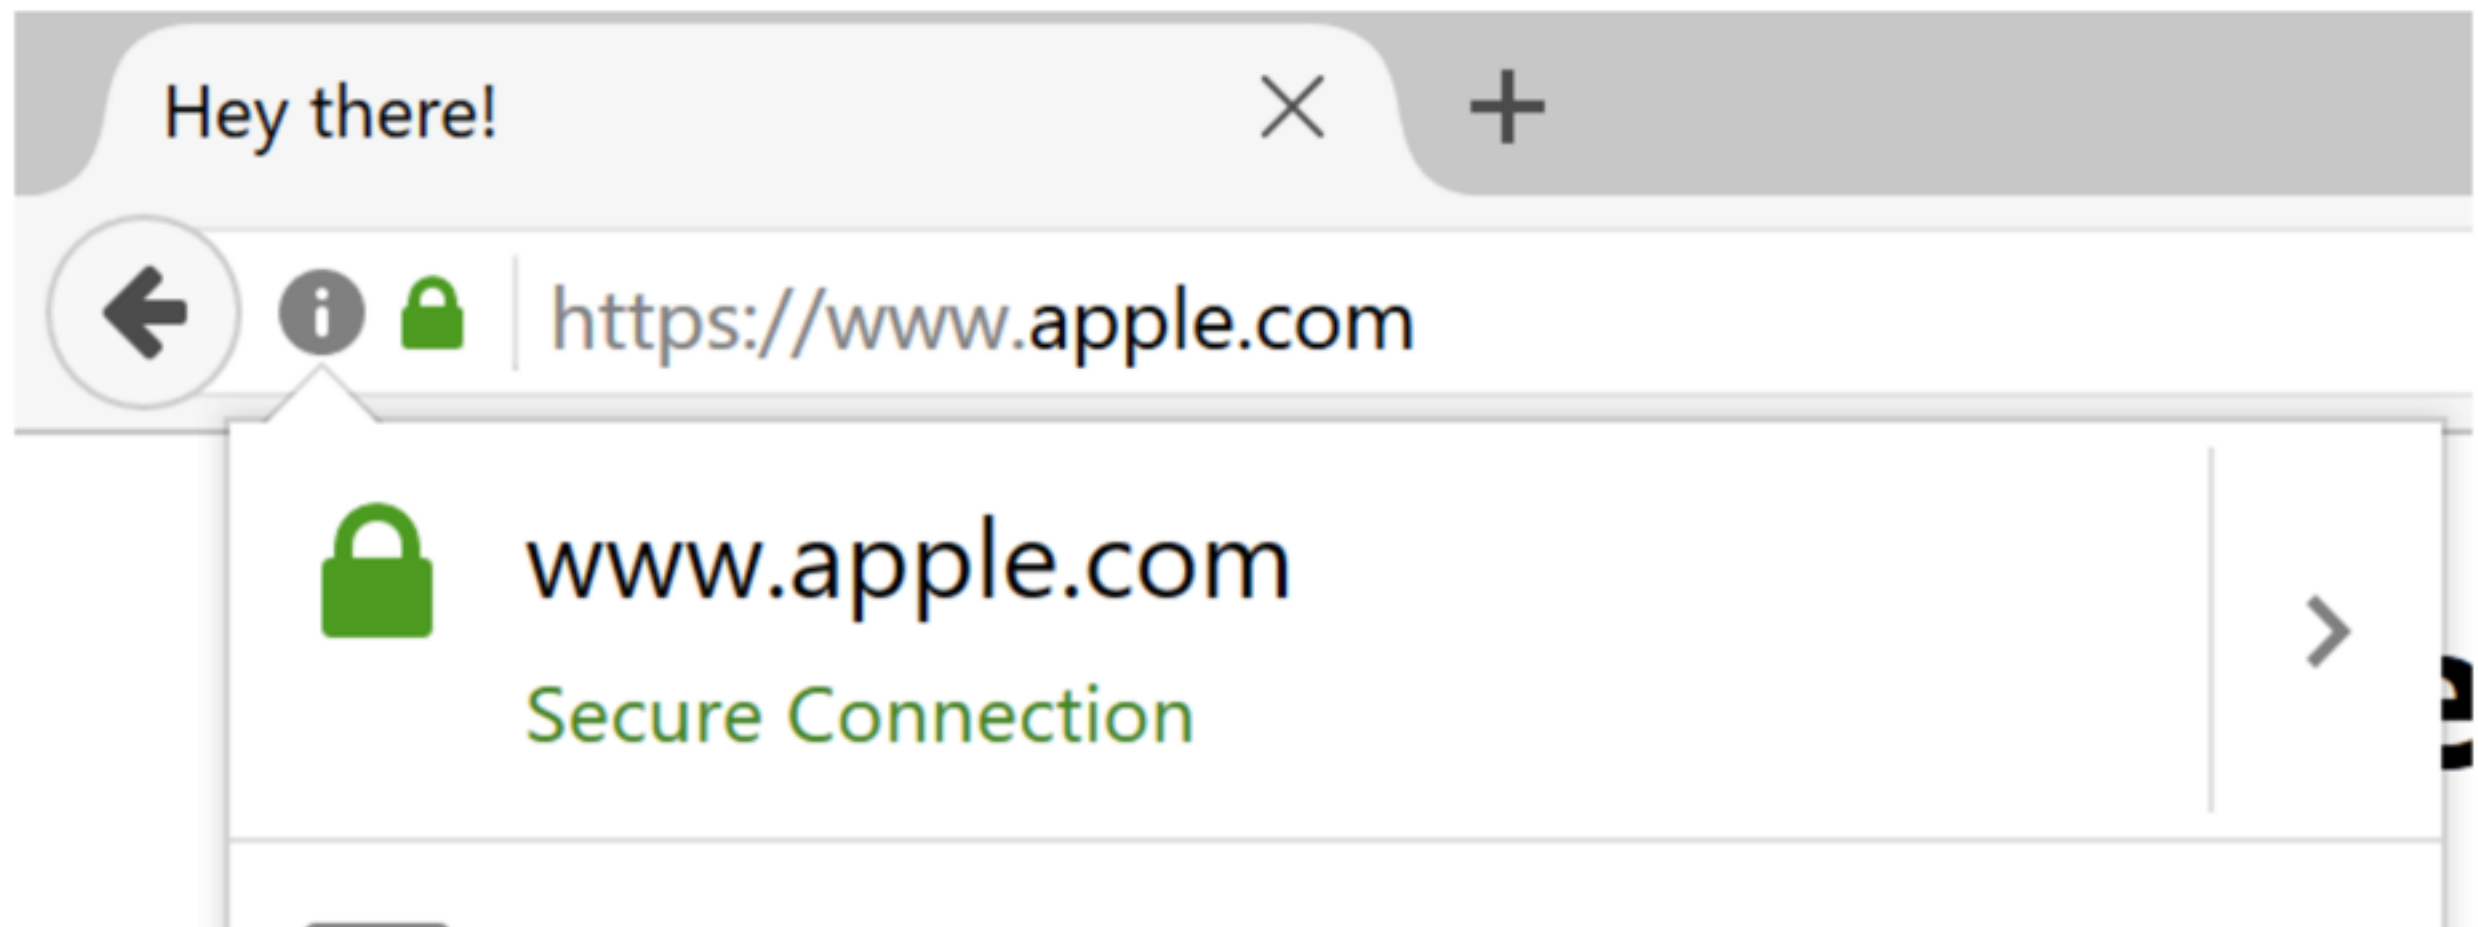 Hey there!
https://www.apple.com
www.apple.com
Secure Connection
e